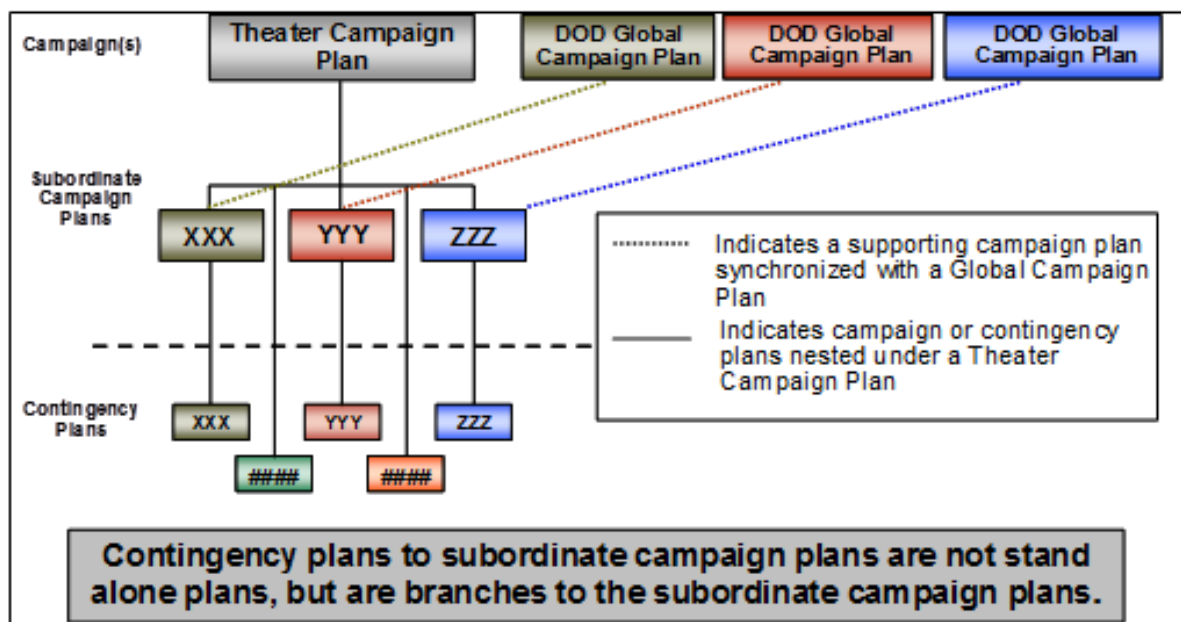 Campaign(s)
Theater Campaign
Plan
DOD Global
Campaign Plan
DOD Global
Campaign Plan
DOD Global
Campaign Plan
Subordinate
Campaign
Plans
XXX
YYY
ZZZ
Indicates a supporting campaign plan
synchronized with a Global Campaign
Plan
Indicates campaign or contingency
plans nested under a Theater
Campaign Plan
Contingency
Plans
XXX
YYY
ZZZ
####
####
Contingency plans to subordinate campaign plans are not stand
alone plans, but are branches to the subordinate campaign plans.